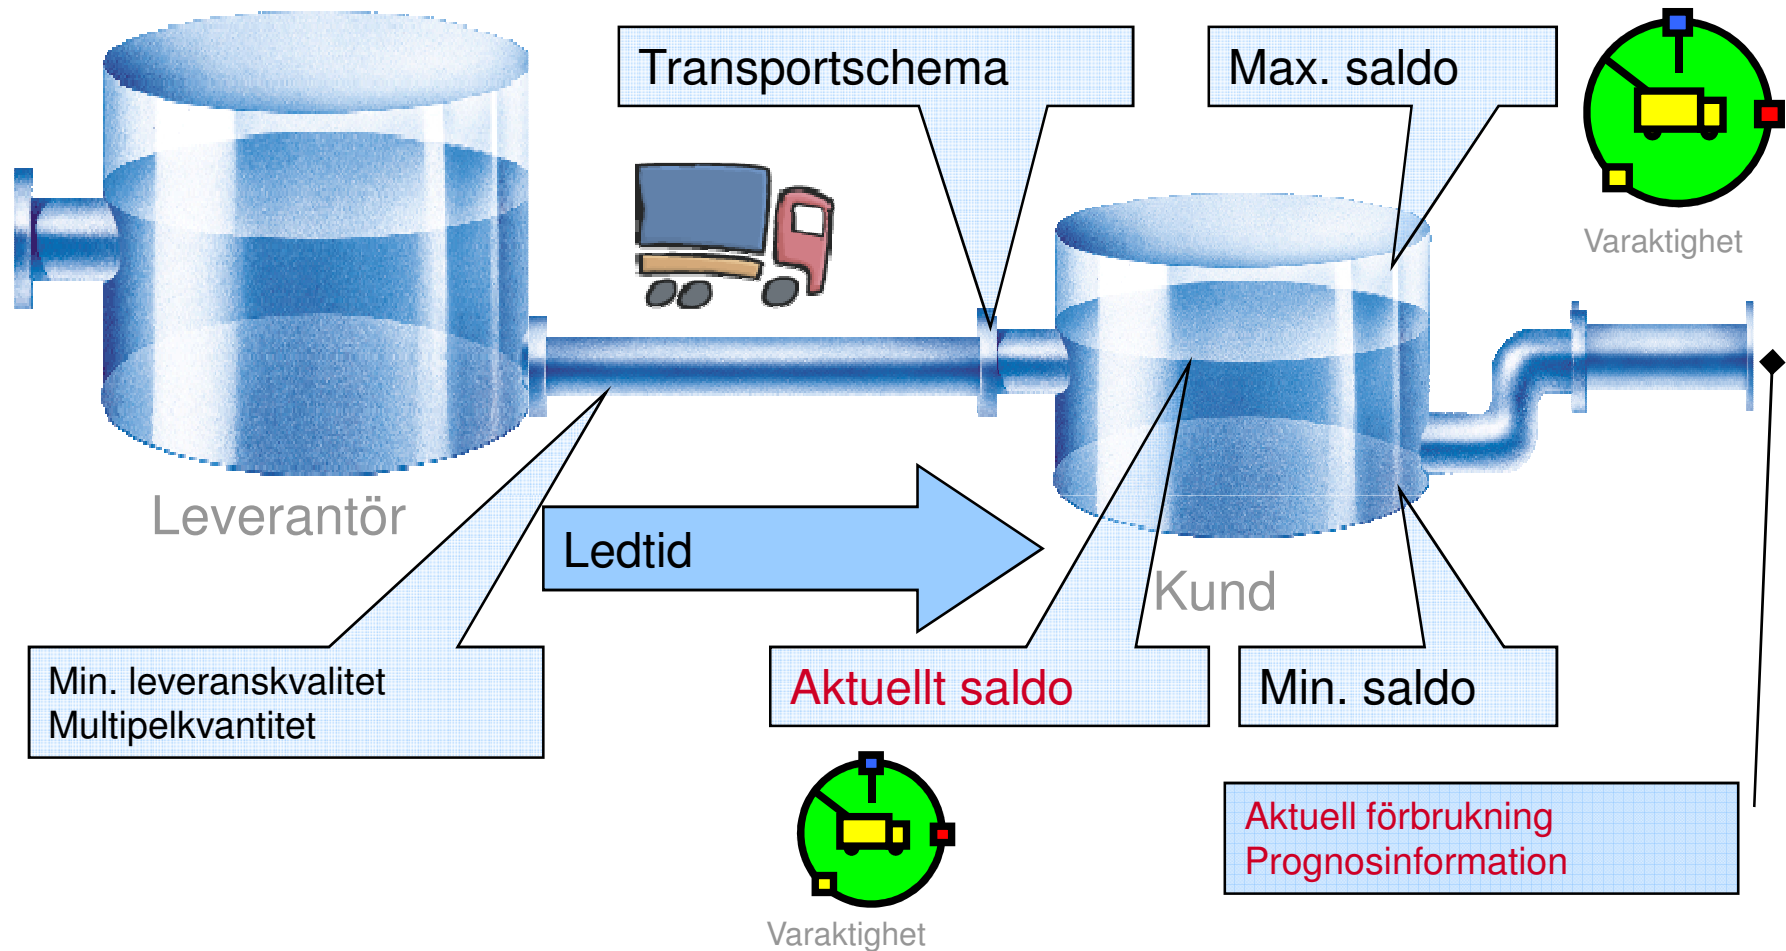 Transportschema
Max. saldo
Varaktighet
Leverantör
Ledtid
Kund
Min. leveranskvalitet
Multipelkvantitet
Aktuellt saldo
Min. saldo
Aktuell förbrukning
Prognosinformation
Varaktighet